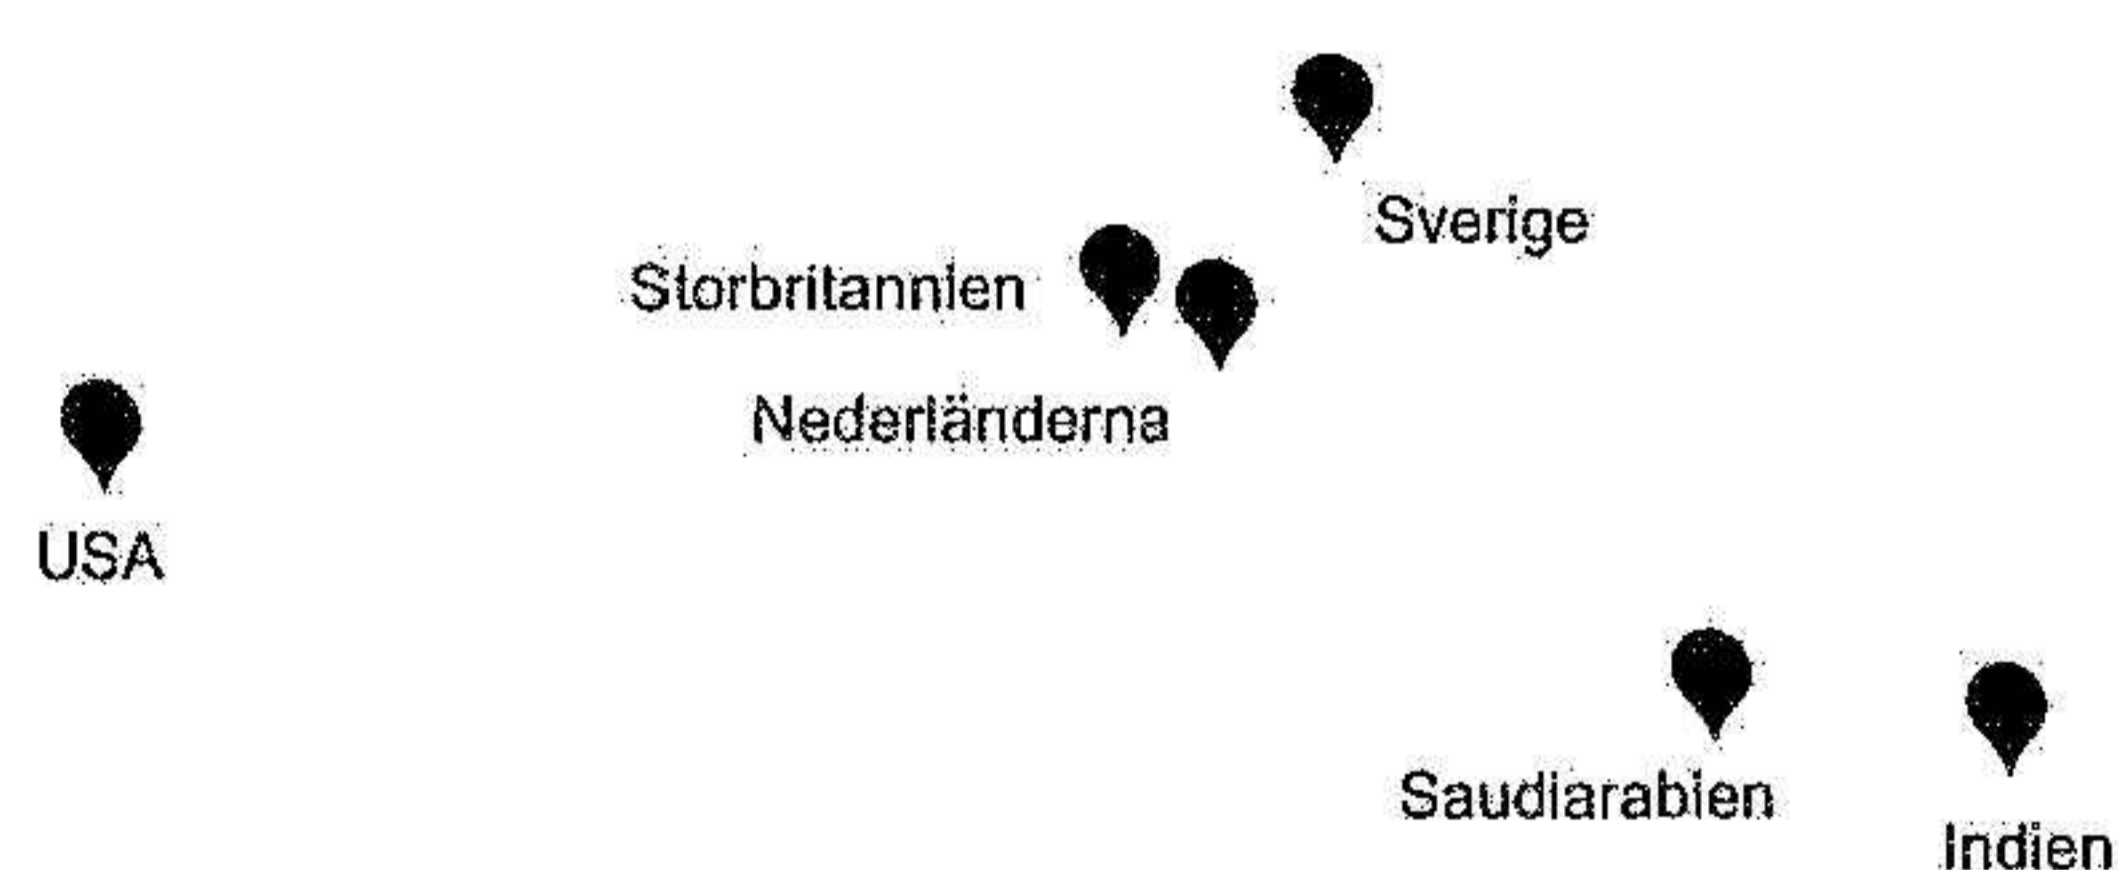 Sverige
Storbritannien
Nederländerna
USA
Saudiarabien
Indien